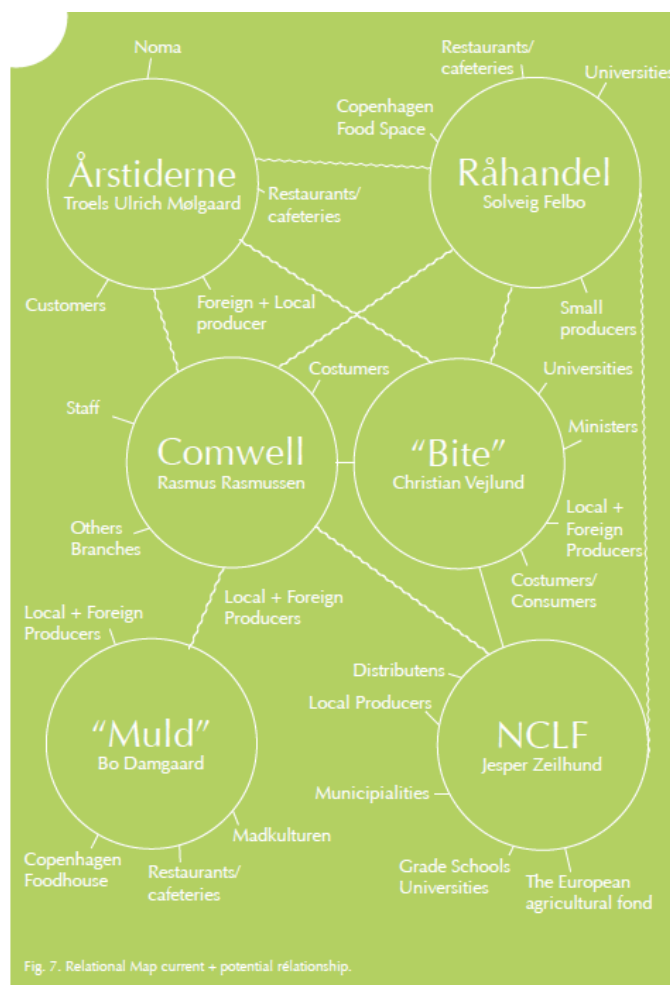 Noma
Årstiderne
Troels Ulrich Mølgaard
Restaurants/
cafeteries
Customers
Foreign + Local
producer
Restaurants/
cafeteries
Universities
Copenhagen
Food Space
Råhandel
Solveig Felbo
Small
producers
Costumers
Staff
Comwell
Rasmus Rasmussen
Others
Branches
Local + Foreign
Producers
Universities
Ministers
"Bite"
Christian Vejlund
Local +
Foreign
Producers
Costumers/
Consumers
Local + Foreign
Producers
"Muld"
Bo Damgaard
Madkulturen
Copenhagen
Foodhouse
Restaurants/
cafeteries
Distributens
Local Producers
NCLF
Jesper Zeilhund
Municipialities
Grade Schools
Universities
The European
agricultural fond
Fig. 7. Relational Map current + potential rélationship.